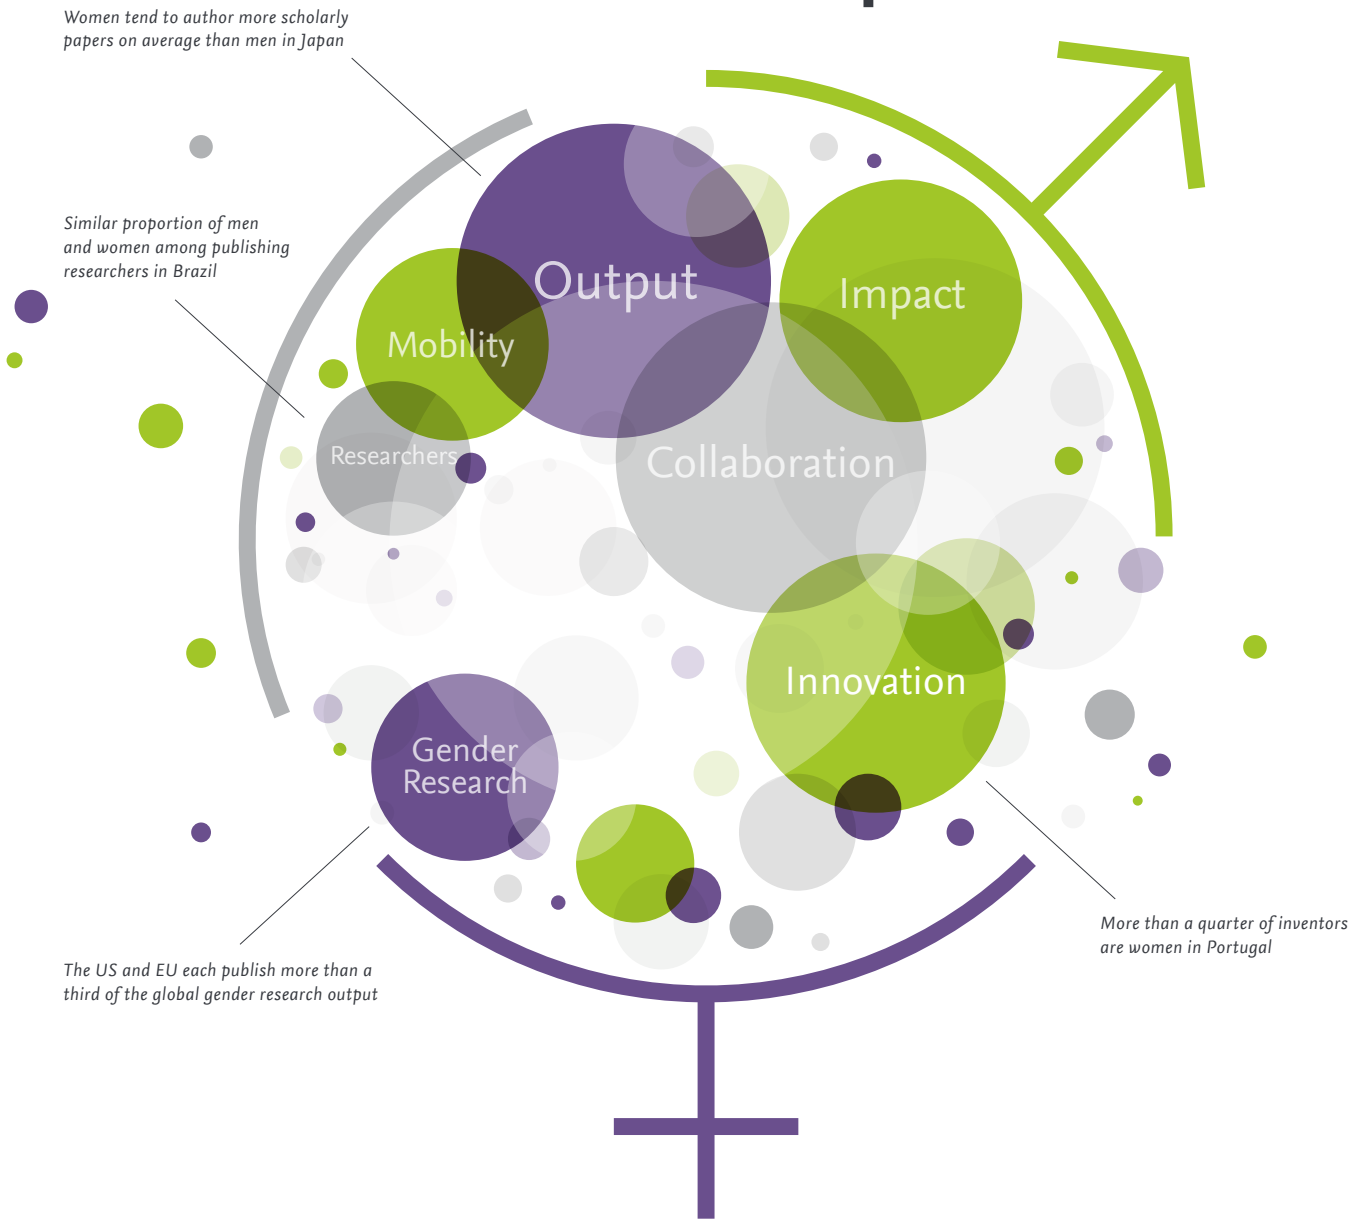 Women tend to author more scholarly
papers on average than men in Japan
Similar proportion of men
and women among publishing
researchers in Brazil
Output
Impact
Mobility
Researchers
Collaboration
Innovation
Gender
Research
More than a quarter of inventors
are women in Portugal
The US and EU each publish more than a
third of the global gender research output